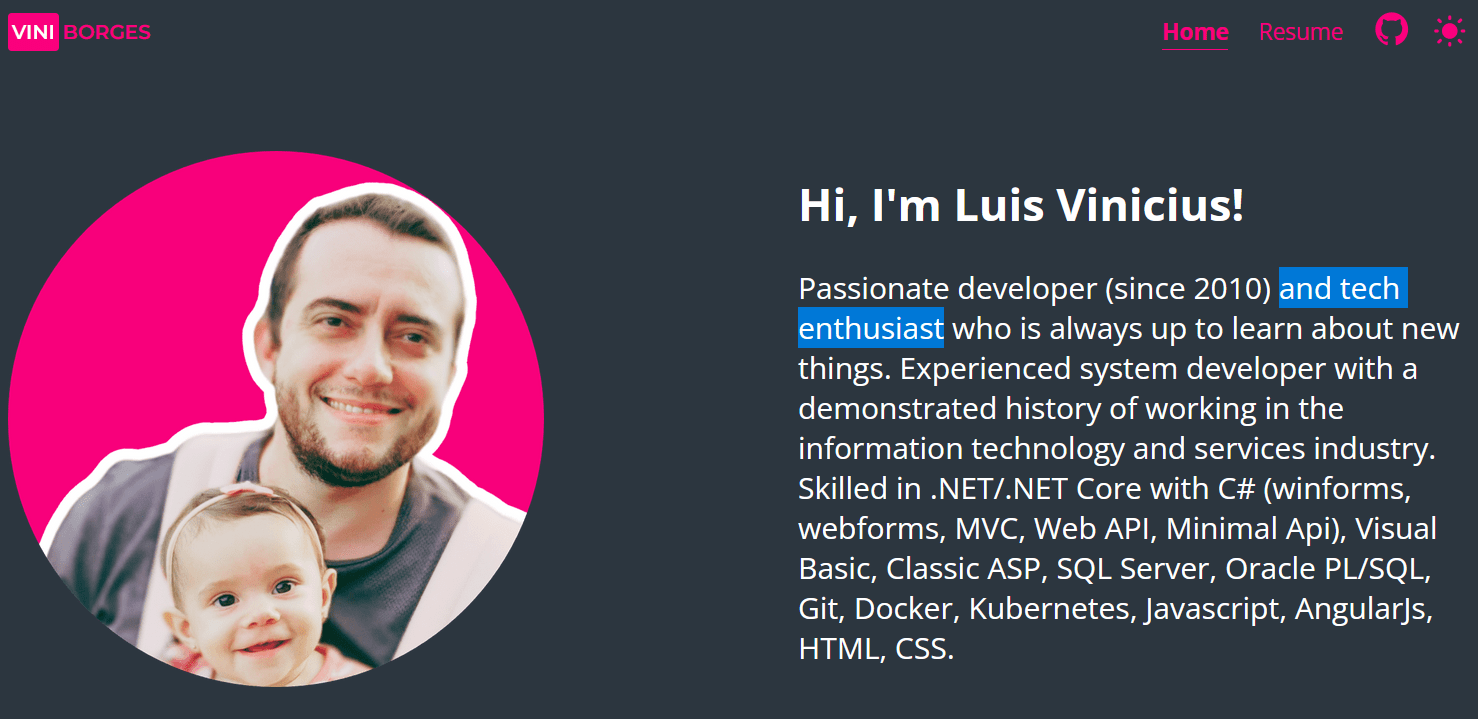 VINI BORGES
Home Resume
Hi, I'm Luis Vinicius!
Passionate developer (since 2010) and tech
enthusiast who is always up to learn about new
things. Experienced system developer with a
demonstrated history of working in the
information technology and services industry.
Skilled in .NET/.NET Core with C# (winforms,
webforms, MVC, Web API, Minimal Api), Visual
Basic, Classic ASP, SQL Server, Oracle PL/SQL,
Git, Docker, Kubernetes, Javascript, AngularJs,
HTML, CSS.